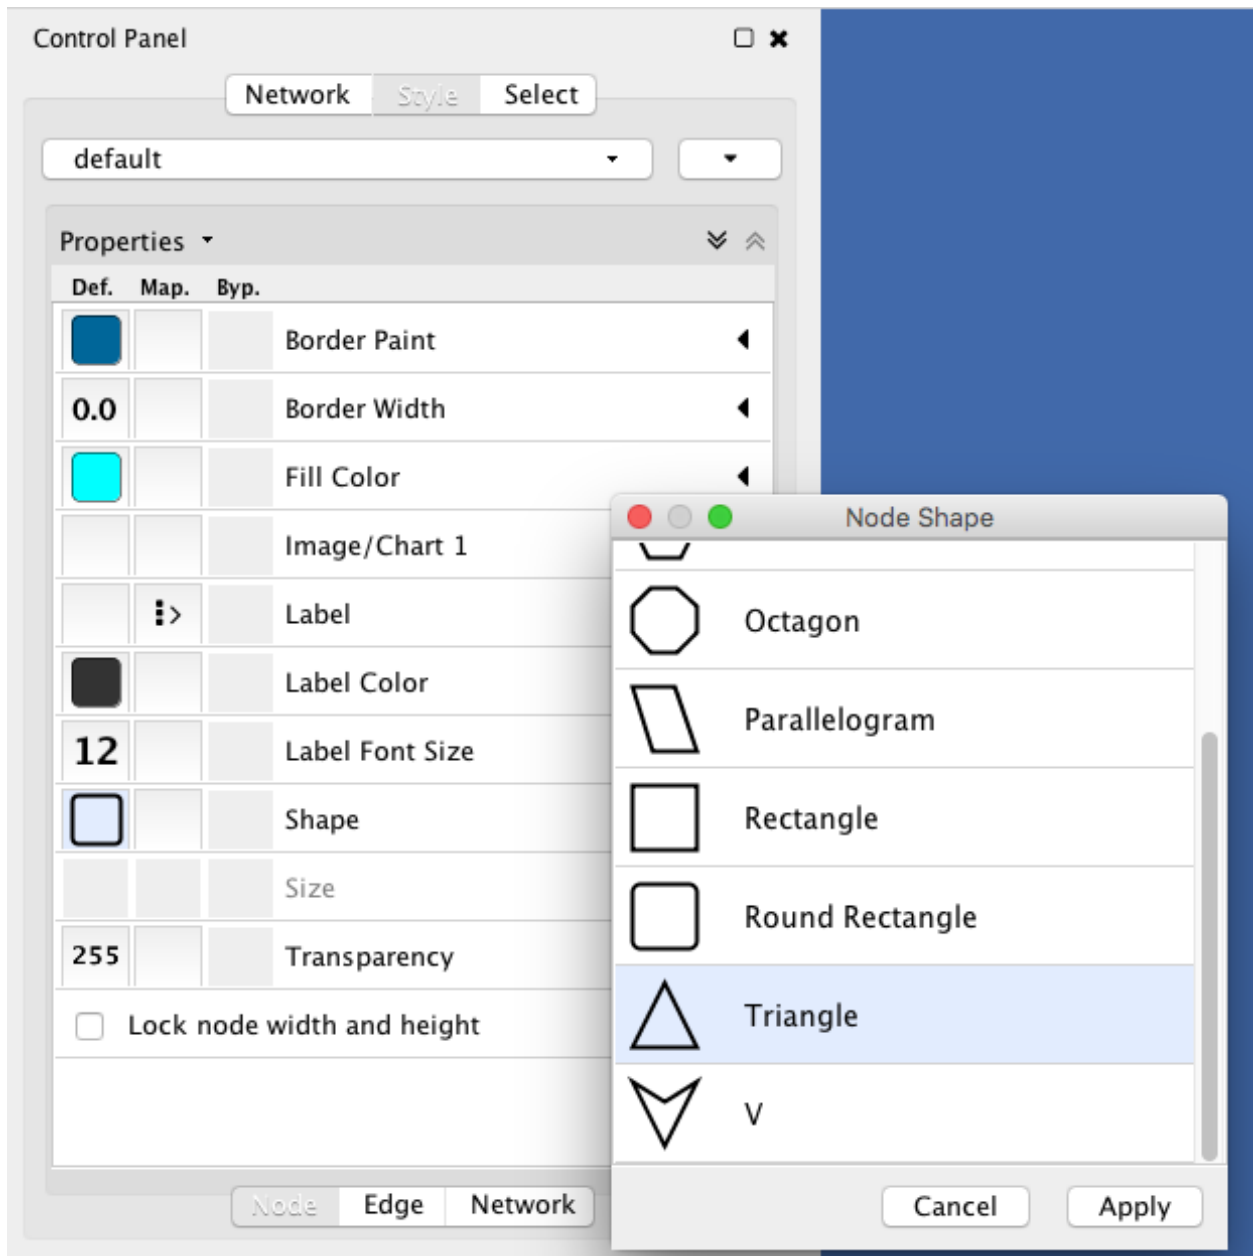 Control Panel
Network Style Select
default
Properties
Def. Map. Byp.
Border Paint
0.0 Border Width
Fill Color
Image/Chart 1
Label
Label Color
12 Label Font Size
Shape
Size
255 Transparency
Lock node width and height
Node Edge Network
Node Shape
Octagon
Parallelogram
Rectangle
Round Rectangle
Triangle
V
Cancel Apply